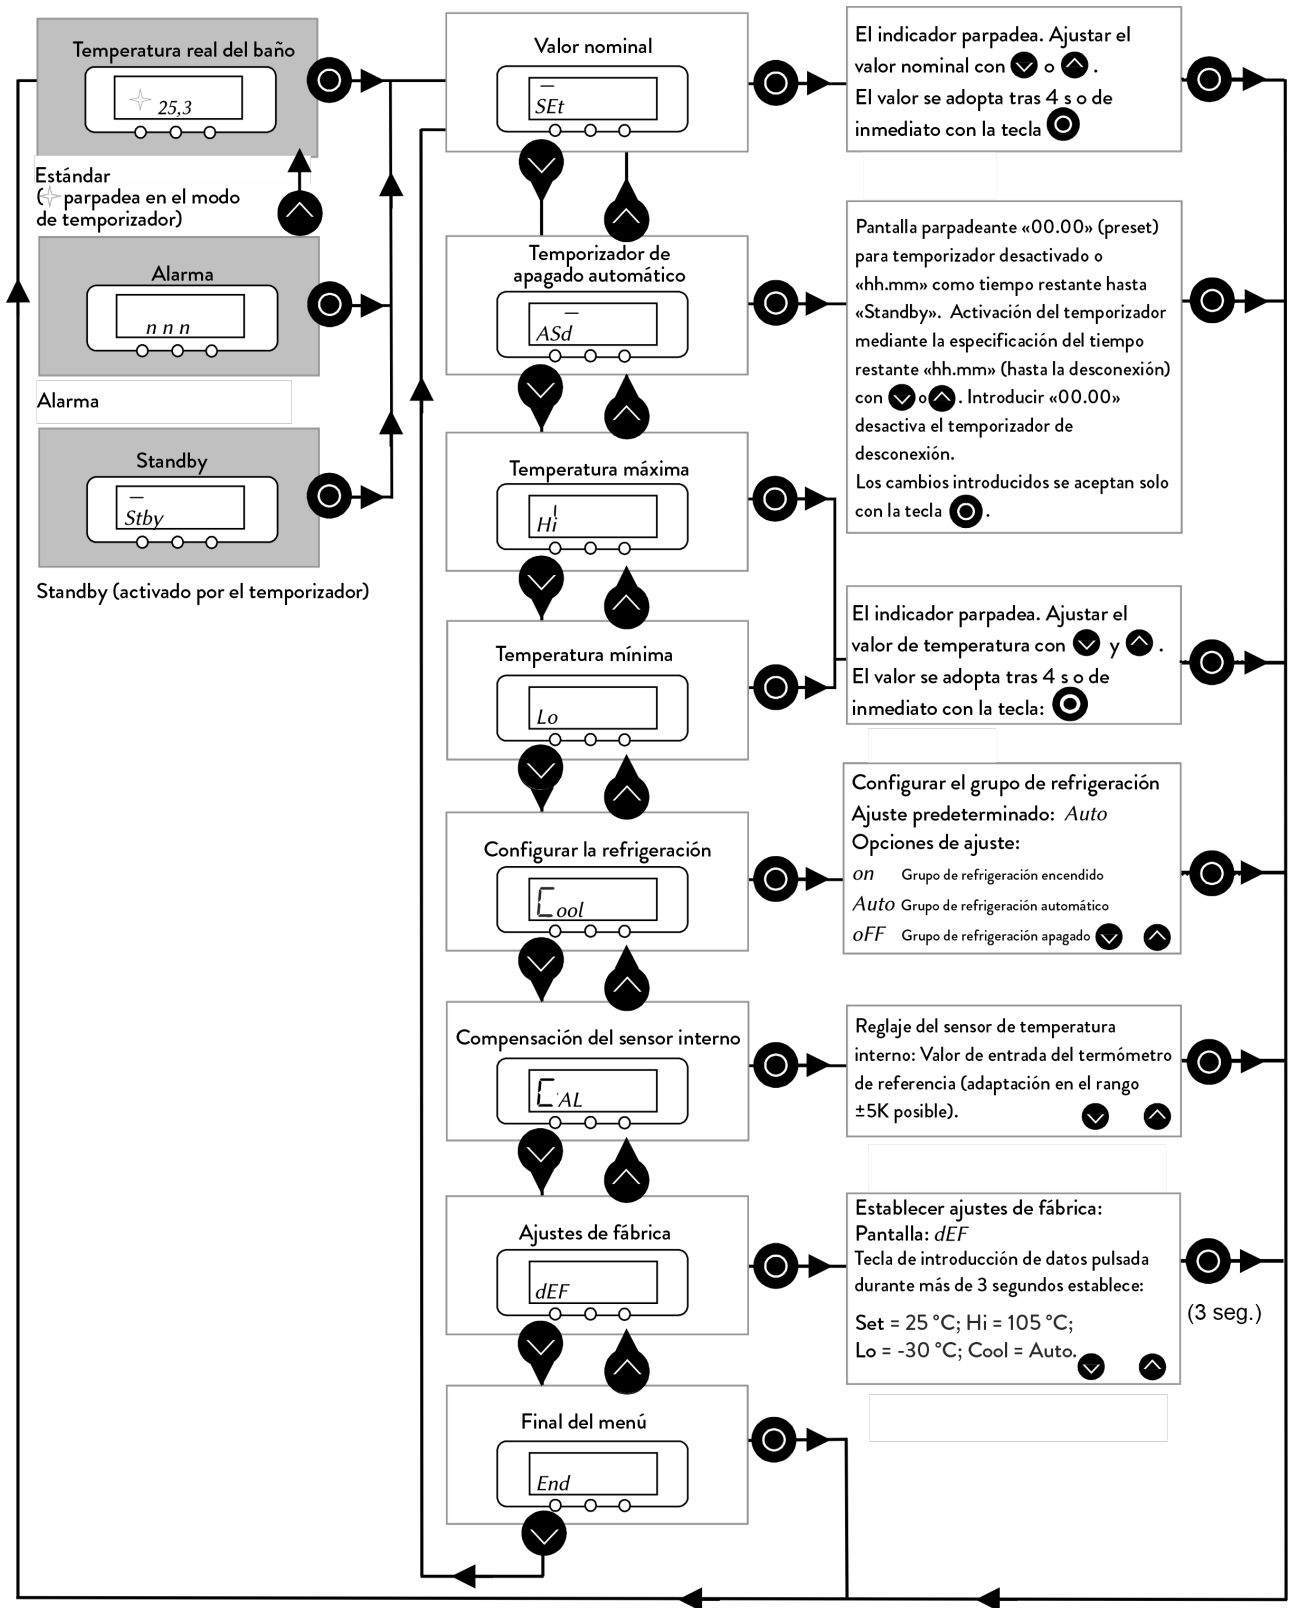 Temperatura real del baño
25,3
Estándar
( parpadea en el modo
de temporizador)
Alarma
n n n
Alarma
Standby
Stby
Standby (activado por el temporizador)
Valor nominal
SEt
Temporizador de
apagado automático
ASd
Temperatura máxima
Hi
Temperatura mínima
Lo
Configurar la refrigeración
Cool
Compensación del sensor interno
CAL
Ajustes de fábrica
dEF
Final del menú
End
El indicador parpadea. Ajustar el
valor nominal con o .
El valor se adopta tras 4 s o de
inmediato con la tecla
Pantalla parpadeante «00.00» (preset)
para temporizador desactivado o
«hh.mm» como tiempo restante hasta
«Standby». Activación del temporizador
mediante la especificación del tiempo
restante «hh.mm» (hasta la desconexión)
con o . Introducir «00.00»
desactiva el temporizador de
desconexión.
Los cambios introducidos se aceptan solo
con la tecla .
El indicador parpadea. Ajustar el
valor de temperatura con y .
El valor se adopta tras 4 s o de
inmediato con la tecla:
Configurar el grupo de refrigeración
Ajuste predeterminado: Auto
Opciones de ajuste:
on Grupo de refrigeración encendido
Auto Grupo de refrigeración automático
oFF Grupo de refrigeración apagado
Reglaje del sensor de temperatura
interno: Valor de entrada del termómetro
de referencia (adaptación en el rango
±5K posible).
Establecer ajustes de fábrica:
Pantalla: dEF
Tecla de introducción de datos pulsada
durante más de 3 segundos establece:
Set = 25 °C; Hi = 105 °C;
Lo = -30 °C; Cool = Auto.
(3 seg.)